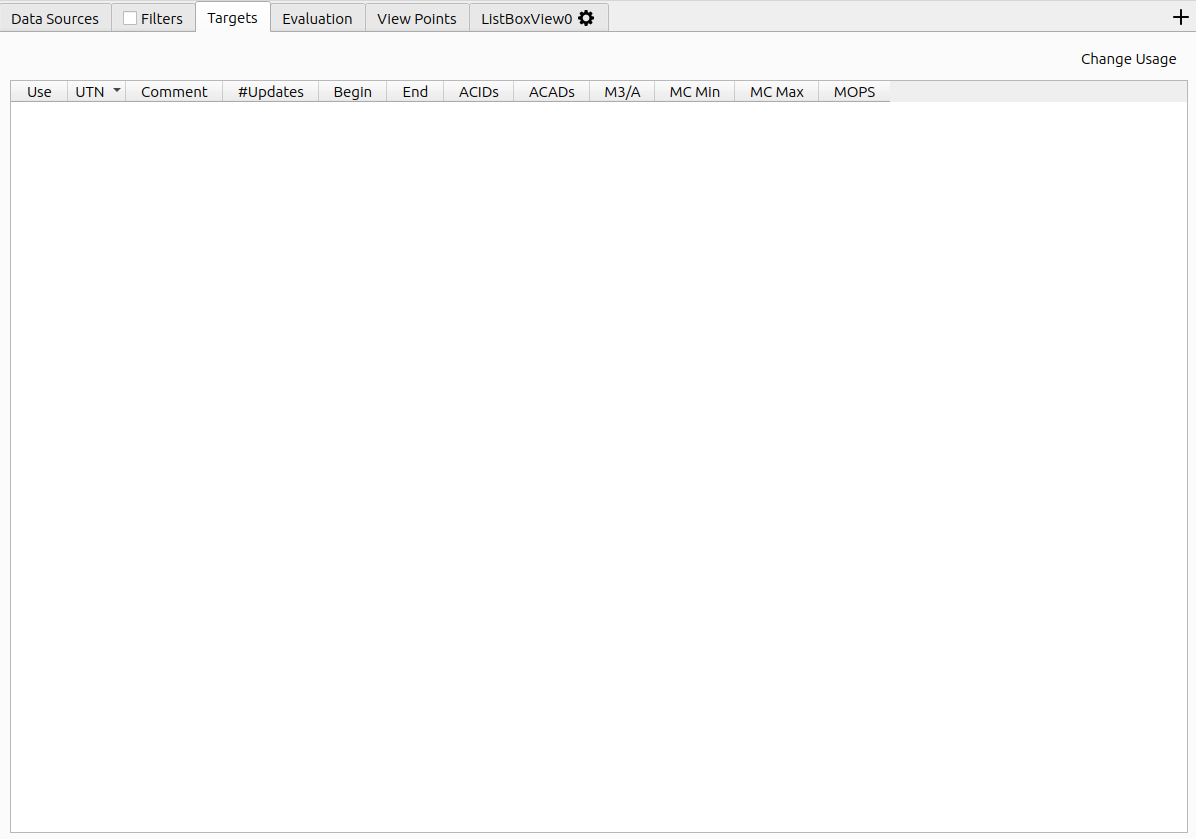 Data Sources Filters Targets Evaluation View Points ListBoxView0
Change Usage
Use UTN Comment #Updates Begin End ACIDs ACADs M3/A MC Min MC Max MOPS